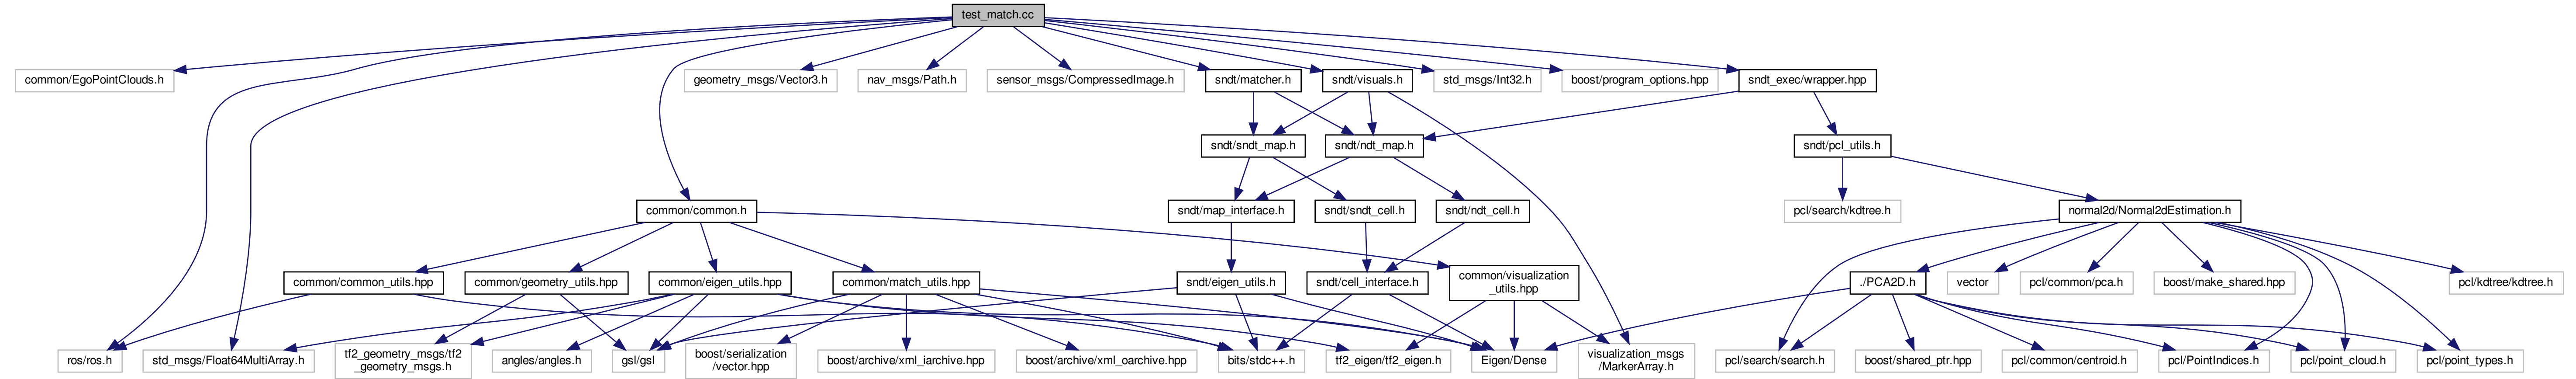 test_match.cc
common/EgoPointClouds.h
geometry_msgs/Vector3.h
nav_msgs/Path.h
sensor_msgs/CompressedImage.h
sndt/matcher.h
sndt/visuals.h
std_msgs/Int32.h
boost/program_options.hpp
sndt_exec/wrapper.hpp
sndt/sndt_map.h
sndt/ndt_map.h
sndt/pcl_utils.h
common/common.h
sndt/map_interface.h
sndt/sndt_cell.h
sndt/ndt_cell.h
pcl/search/kdtree.h
normal2d/Normal2dEstimation.h
common/common_utils.hpp
common/geometry_utils.hpp
common/eigen_utils.hpp
common/match_utils.hpp
sndt/eigen_utils.h
sndt/cell_interface.h
common/visualization
_utils.hpp
./PCA2D.h
vector
pcl/common/pca.h
boost/make_shared.hpp
pcl/kdtree/kdtree.h
ros/ros.h
std_msgs/Float64MultiArray.h
tf2_geometry_msgs/tf2
_geometry_msgs.h
angles/angles.h
gsl/gsl
boost/serialization
/vector.hpp
boost/archive/xml_iarchive.hpp
boost/archive/xml_oarchive.hpp
bits/stdc++.h
tf2_eigen/tf2_eigen.h
Eigen/Dense
visualization_msgs
/MarkerArray.h
pcl/search/search.h
boost/shared_ptr.hpp
pcl/common/centroid.h
pcl/PointIndices.h
pcl/point_cloud.h
pcl/point_types.h